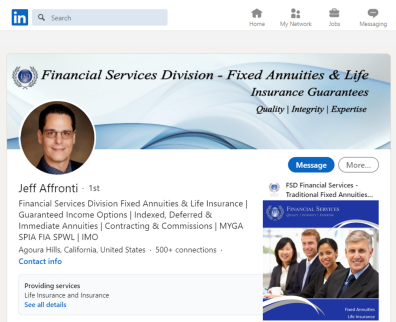 in
Search
Home
My Network
Jobs
Messaging
Financial Services Division - Fixed Annuities & Life
Insurance Guarantees
Quality | Integrity | Expertise
Message
More...
Jeff Affronti · 1st
Financial Services Division Fixed Annuities & Life Insurance |
Guaranteed Income Options | Indexed, Deferred &
Immediate Annuities | Contracting & Commissions | MYGA
SPIA FIA SPWL | IMO
Agoura Hills, California, United States · 500+ connections ·
Contact info
Providing services
Life Insurance and Insurance
See all details
FSD Financial Services -
Traditional Fixed Annuities...
Financial Services
Quality | Integrity | Expertise
Fixed Annuities
Life Insurance